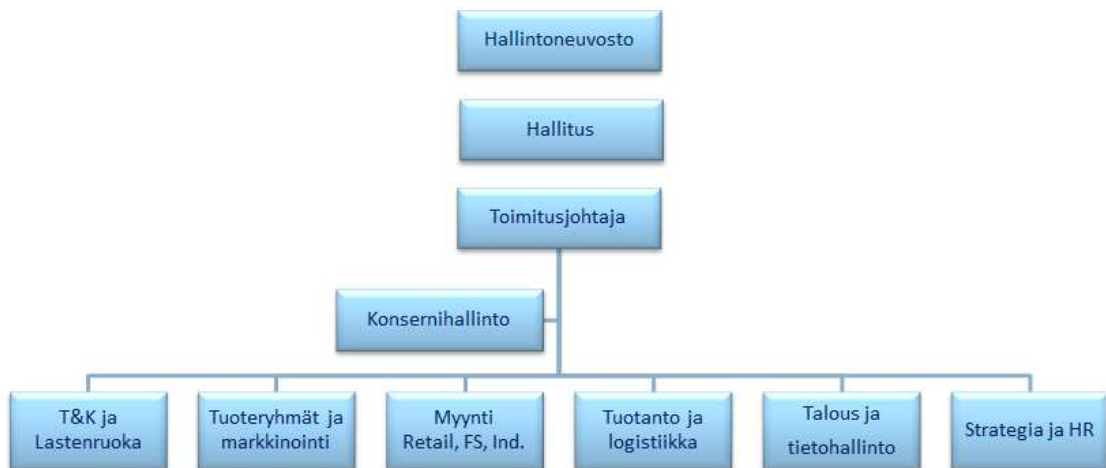 Hallintoneuvosto
Hallitus
Toimitusjohtaja
Konsernihallinto
T&K ja
Lastenruoka
Tuoteryhmät ja
markkinointi
Myynti
Retail, FS, Ind.
Tuotanto ja
logistiikka
Talous ja
tietohallinto
Strategia ja HR